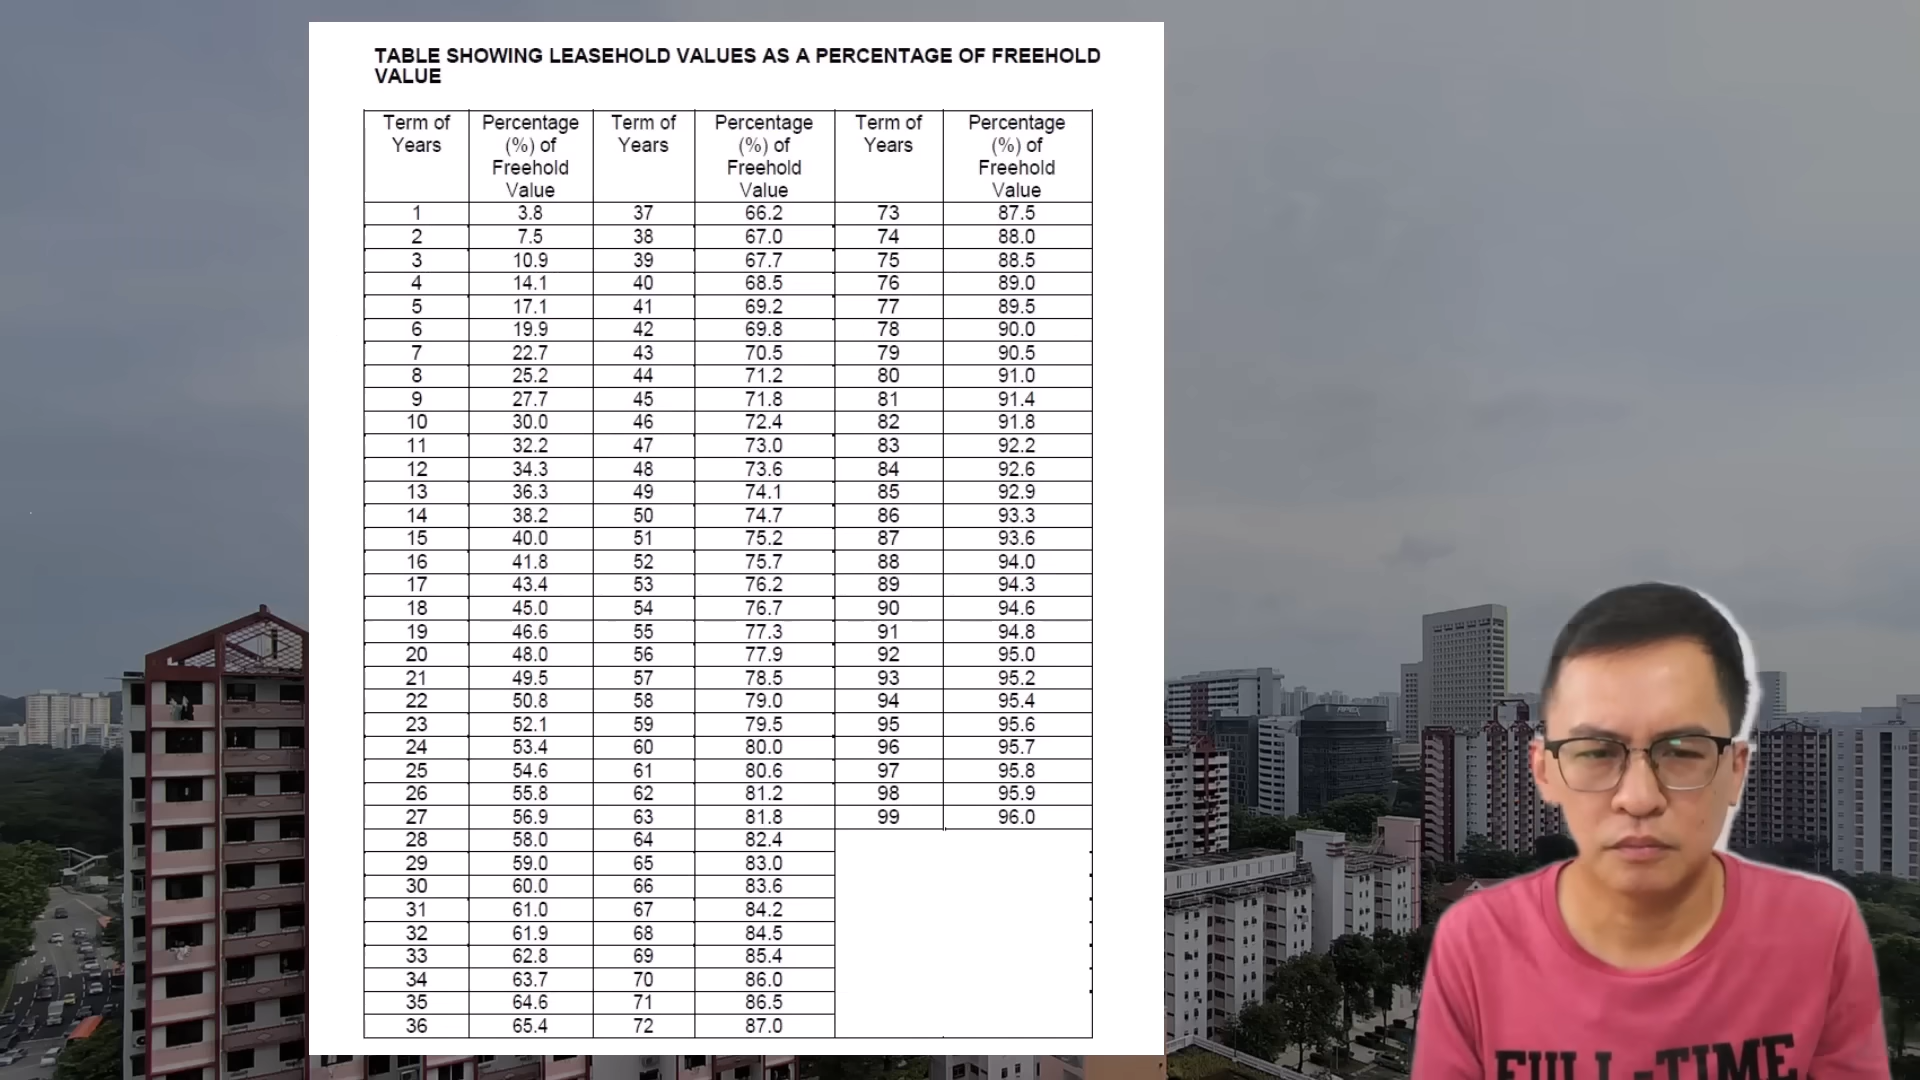 TABLE SHOWING LEASEHOLD VALUES AS A PERCENTAGE OF FREEHOLD
VALUE
Term of Years Percentage (%) of Freehold Value Term of Years Percentage (%) of Freehold Value Term of Years Percentage (%) of Freehold Value
1 3.8 37 66.2 73 87.5
2 7.5 38 67.0 74 88.0
3 10.9 39 67.7 75 88.5
4 14.1 40 68.5 76 89.0
5 17.1 41 69.2 77 89.5
6 19.9 42 69.8 78 90.0
7 22.7 43 70.5 79 90.5
8 25.2 44 71.2 80 91.0
9 27.7 45 71.8 81 91.4
10 30.0 46 72.4 82 91.8
11 32.2 47 73.0 83 92.2
12 34.3 48 73.6 84 92.6
13 36.3 49 74.1 85 92.9
14 38.2 50 74.7 86 93.3
15 40.0 51 75.2 87 93.6
16 41.8 52 75.7 88 94.0
17 43.4 53 76.2 89 94.3
18 45.0 54 76.7 90 94.6
19 46.6 55 77.3 91 94.8
20 48.0 56 77.9 92 95.0
21 49.5 57 78.5 93 95.2
22 50.8 58 79.0 94 95.4
23 52.1 59 79.5 95 95.6
24 53.4 60 80.0 96 95.7
25 54.6 61 80.6 97 95.8
26 55.8 62 81.2 98 95.9
27 56.9 63 81.8 99 96.0
28 58.0 64 82.4
29 59.0 65 83.0
30 60.0 66 83.6
31 61.0 67 84.2
32 61.9 68 84.5
33 62.8 69 85.4
34 63.7 70 86.0
35 64.6 71 86.5
36 65.4 72 87.0
FULL-TIME